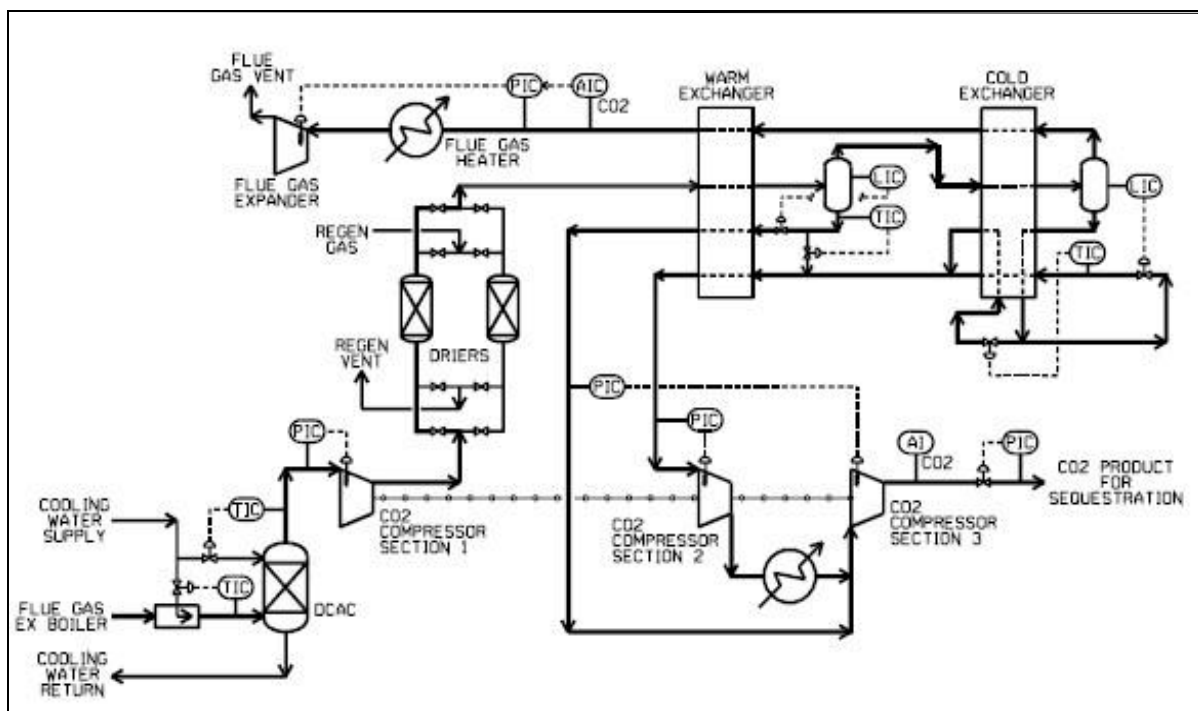 FLUE
GAS VENT
PIC
AIC
CO2
WARM
EXCHANGER
COLD
EXCHANGER
FLUE GAS
HEATER
FLUE GAS
EXPANDER
LIC
LIC
TIC
TIC
REGEN
GAS
REGEN
VENT
DRIERS
PIC
PIC
PIC
AI
CO2
PIC
CO2 PRODUCT
FOR
SEQUESTRATION
COOLING
WATER
SUPPLY
TIC
CO2
COMPRESSOR
SECTION 1
CO2
COMPRESSOR
SECTION 2
CO2
COMPRESSOR
SECTION 3
TIC
FLUE GAS
EX BOILER
DCAC
COOLING
WATER
RETURN